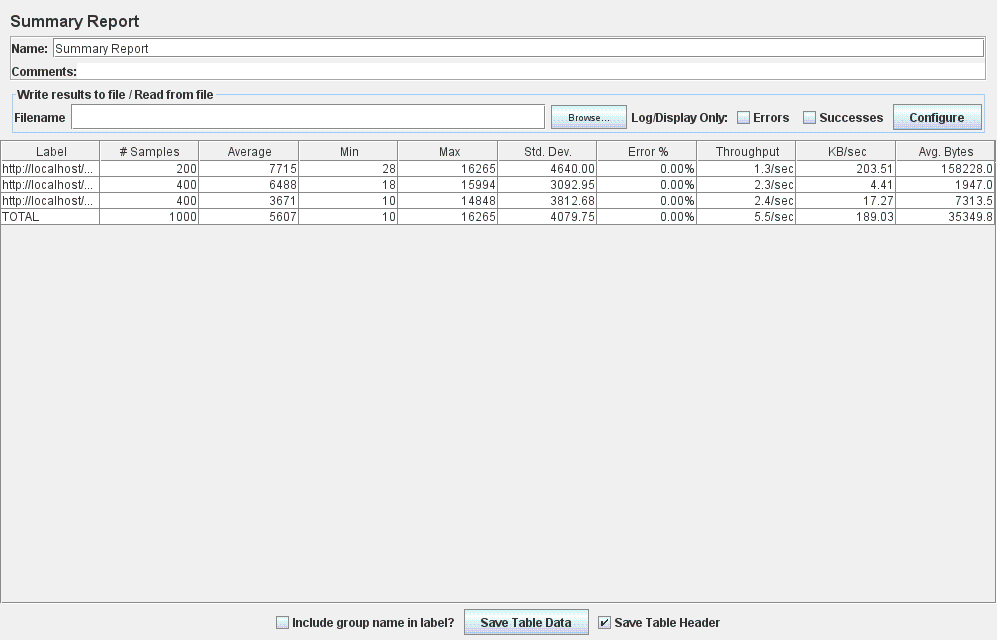 Summary Report
Name: Summary Report
Comments:
Write results to file / Read from file
Filename Browse... Log/Display Only: Errors Successes Configure
Label # Samples Average Min Max Std. Dev. Error % Throughput KB/sec Avg. Bytes
http://localhost/... 200 7715 28 16265 4640.00 0.00% 1.3/sec 203.51 158228.0
http://localhost/... 400 6488 18 15994 3092.95 0.00% 2.3/sec 4.41 1947.0
http://localhost/... 400 3671 10 14848 3812.68 0.00% 2.4/sec 17.27 7313.5
TOTAL 1000 5607 10 16265 4079.75 0.00% 5.5/sec 189.03 35349.8
Include group name in label? Save Table Data Save Table Header